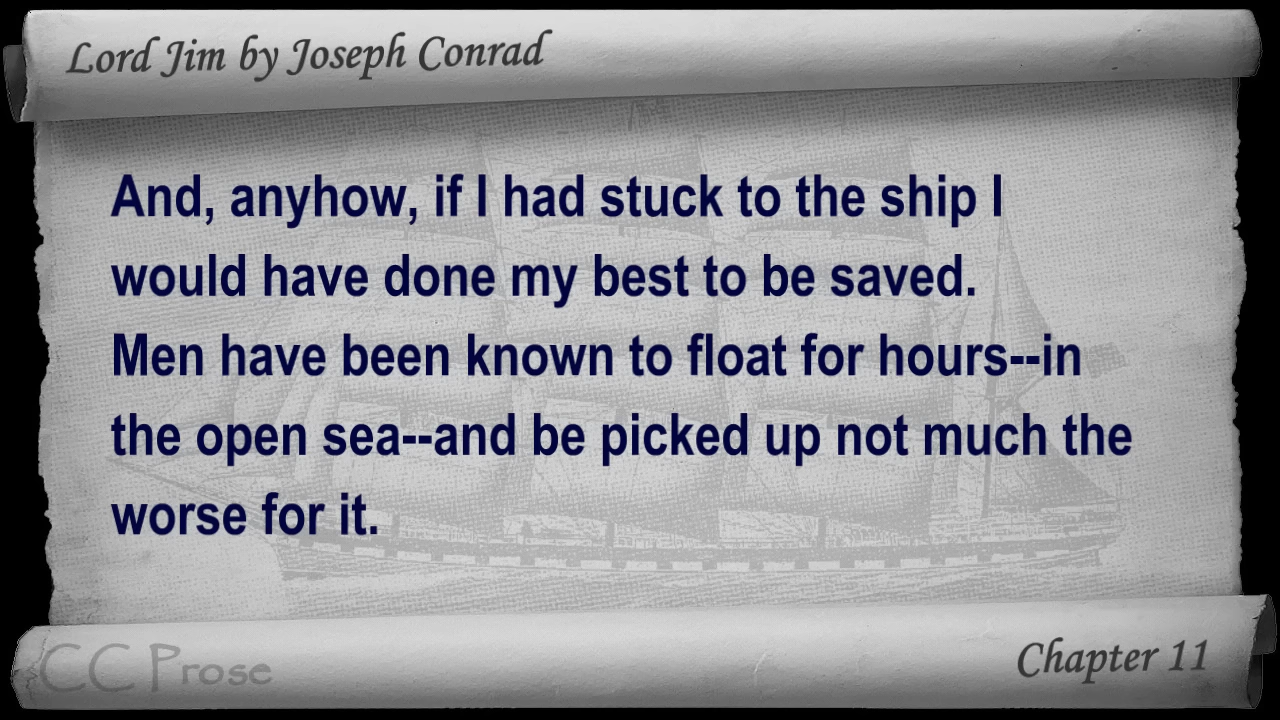 Lord Jim by Joseph Conrad
And, anyhow, if I had stuck to the ship I
would have done my best to be saved.
Men have been known to float for hours--in
the open sea--and be picked up not much the
worse for it.
CC Prose
Chapter 11